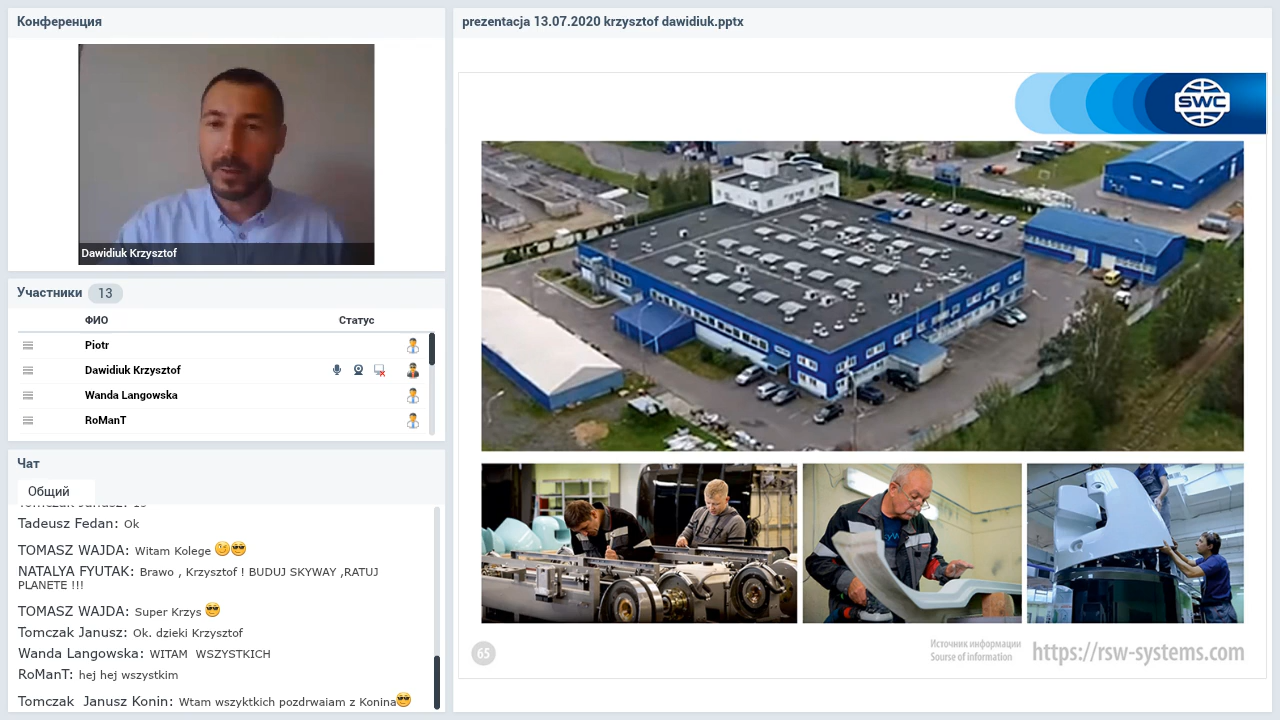 Конференция
Dawidiuk Krzysztof
Участники 13
ФИО Статус
Piotr
Dawidiuk Krzysztof
Wanda Langowska
RoManT
Чат
Общий
Tadeusz Fedan: Ok
TOMASZ WAJDA: Witam Kolege
NATALYA FYUTAK: Brawo , Krzysztof ! BUDUJ SKYWAY ,RATUJ
PLANETE !!!
TOMASZ WAJDA: Super Krzys
Tomczak Janusz: Ok. dzieki Krzysztof
Wanda Langowska: WITAM WSZYSTKICH
RoManT: hej hej wszystkim
Tomczak Janusz Konin: Wtam wszyktkich pozdrwaiam z Konina
prezentacja 13.07.2020 krzysztof dawidiuk.pptx
SWC
65
Источник информации
Sourse of information
https://rsw-systems.com